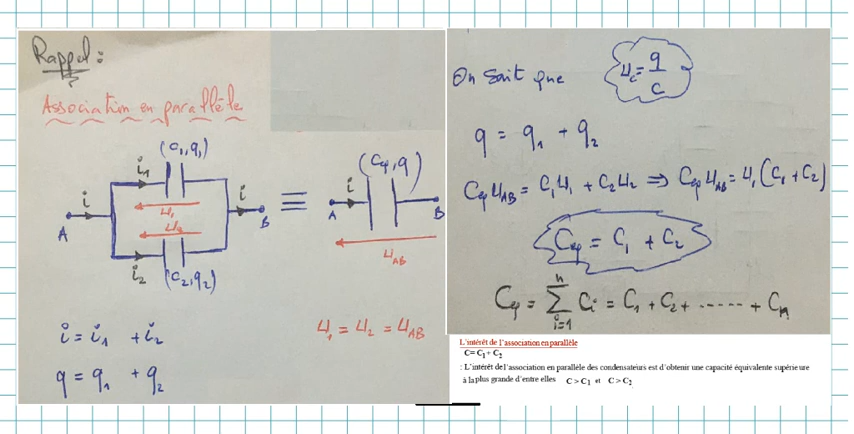 Rappel :
Association en parallèle
(C₁,q₁)
i₁
i
i
U₁
A
B
U₂
i₂
(C₂,q₂)
≡
(Céq,q)
i
A
B
U_AB
i = i₁ + i₂
q = q₁ + q₂
U₁ = U₂ = U_AB
On sait que
U_c = q/C
q = q₁ + q₂
Céq U_AB = C₁U₁ + C₂U₂ ⟹ Céq U_AB = U₁(C₁+C₂)
Céq = C₁ + C₂
Céq = ∑ⁿᵢ₌₁ Ci = C₁ + C₂ + ------ + Cn
L'intérêt de l'association en parallèle
C= C₁+ C₂
: L'intérêt de l'association en parallèle des condensateurs est d'obtenir une capacité équivalente supérieure
à la plus grande d'entre elles C > C₁ et C > C₂